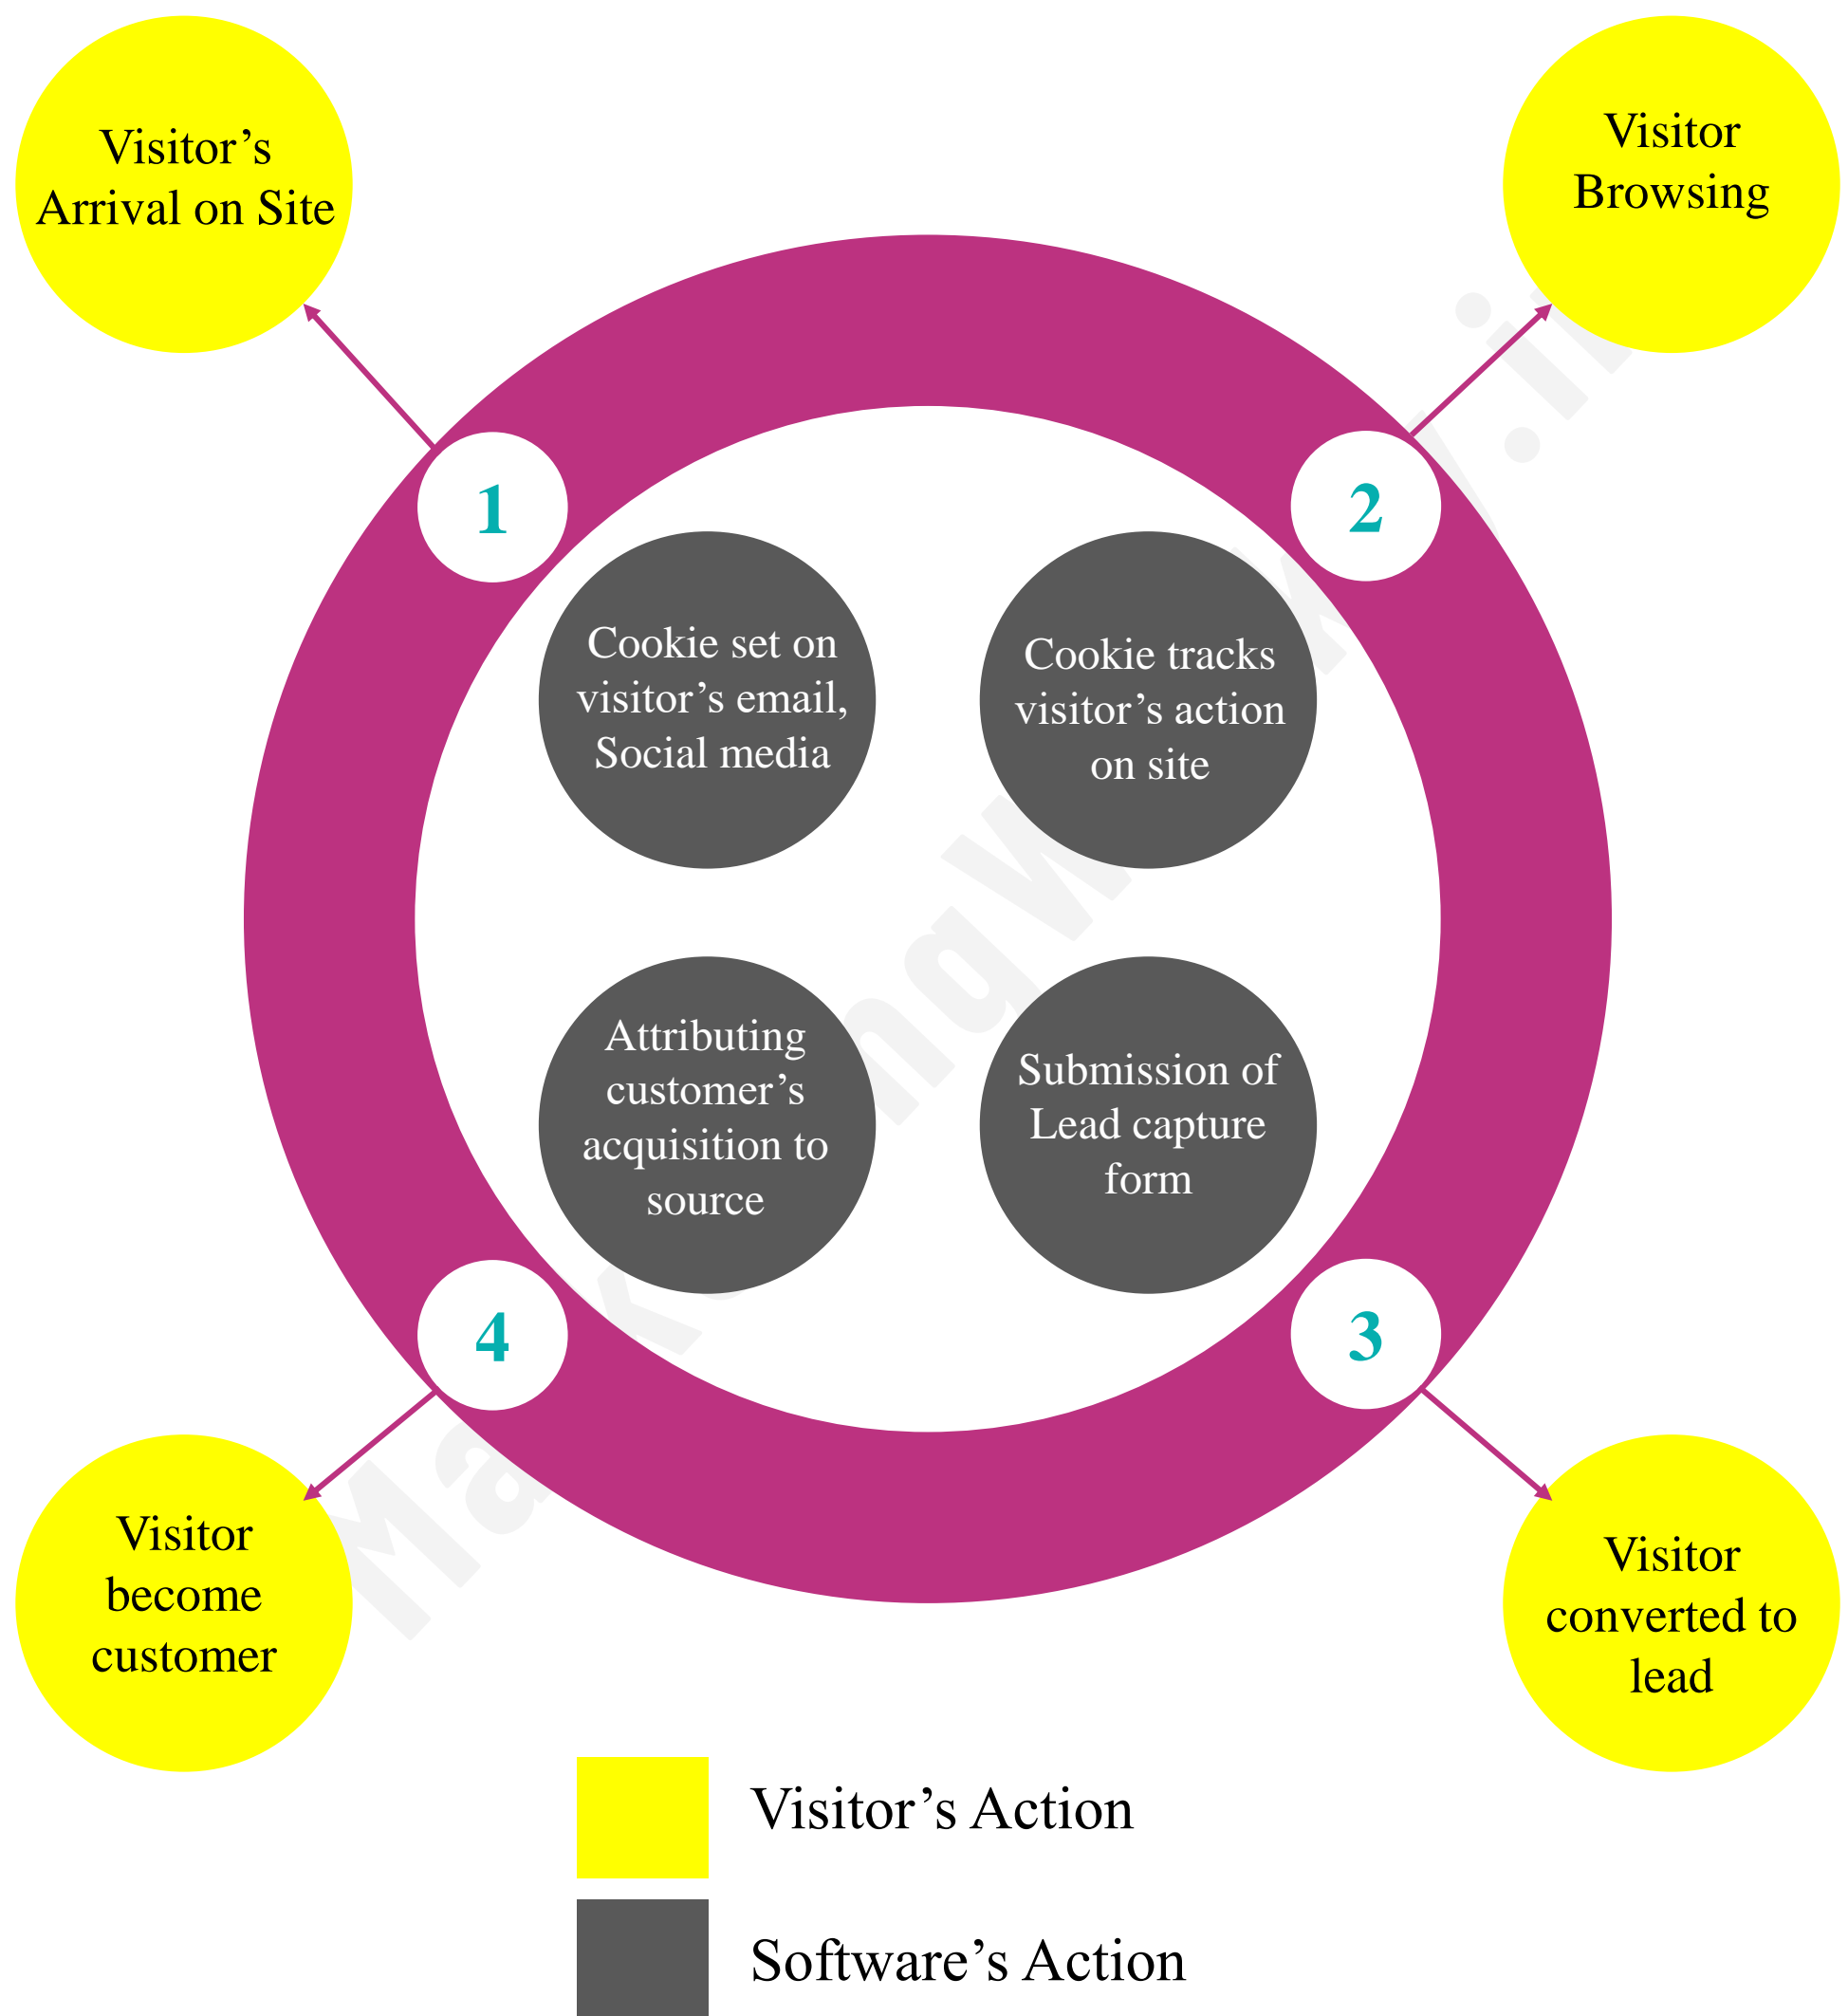 Visitor’s
Arrival on Site
Visitor
Browsing
1
2
Cookie set on
visitor’s email,
Social media
Cookie tracks
visitor’s action
on site
Attributing
customer’s
acquisition to
source
Submission of
Lead capture
form
4
3
Visitor
become
customer
Visitor
converted to
lead
Visitor’s Action
Software’s Action